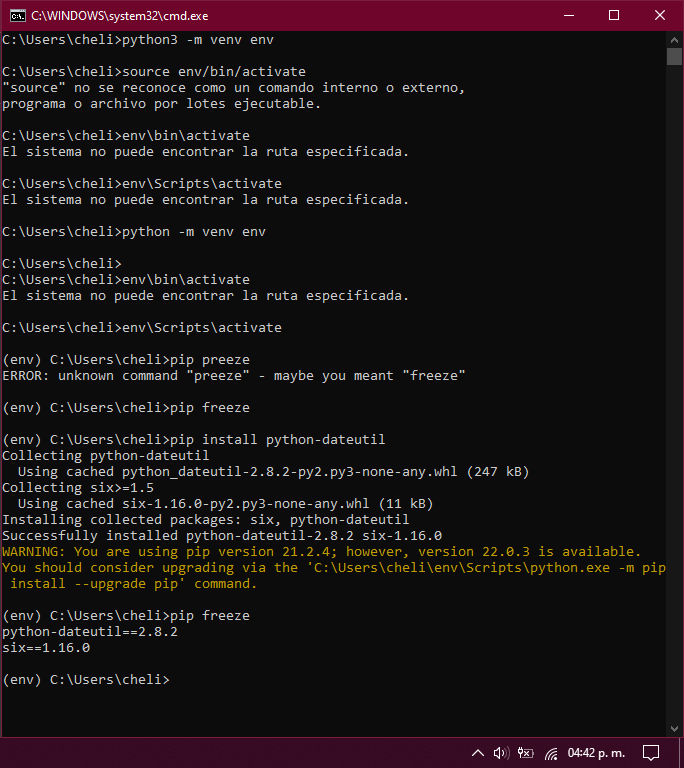 C:\WINDOWS\system32\cmd.exe
C:\Users\cheli>python3 -m venv env
C:\Users\cheli>source env/bin/activate
"source" no se reconoce como un comando interno o externo,
programa o archivo por lotes ejecutable.
C:\Users\cheli>env\bin\activate
El sistema no puede encontrar la ruta especificada.
C:\Users\cheli>env\Scripts\activate
El sistema no puede encontrar la ruta especificada.
C:\Users\cheli>python -m venv env
C:\Users\cheli>
C:\Users\cheli>env\bin\activate
El sistema no puede encontrar la ruta especificada.
C:\Users\cheli>env\Scripts\activate
(env) C:\Users\cheli>pip preeze
ERROR: unknown command "preeze" - maybe you meant "freeze"
(env) C:\Users\cheli>pip freeze
(env) C:\Users\cheli>pip install python-dateutil
Collecting python-dateutil
  Using cached python_dateutil-2.8.2-py2.py3-none-any.whl (247 kB)
Collecting six>=1.5
  Using cached six-1.16.0-py2.py3-none-any.whl (11 kB)
Installing collected packages: six, python-dateutil
Successfully installed python-dateutil-2.8.2 six-1.16.0
WARNING: You are using pip version 21.2.4; however, version 22.0.3 is available.
You should consider upgrading via the 'C:\Users\cheli\env\Scripts\python.exe -m pip
 install --upgrade pip' command.
(env) C:\Users\cheli>pip freeze
python-dateutil==2.8.2
six==1.16.0
(env) C:\Users\cheli>
04:42 p. m.